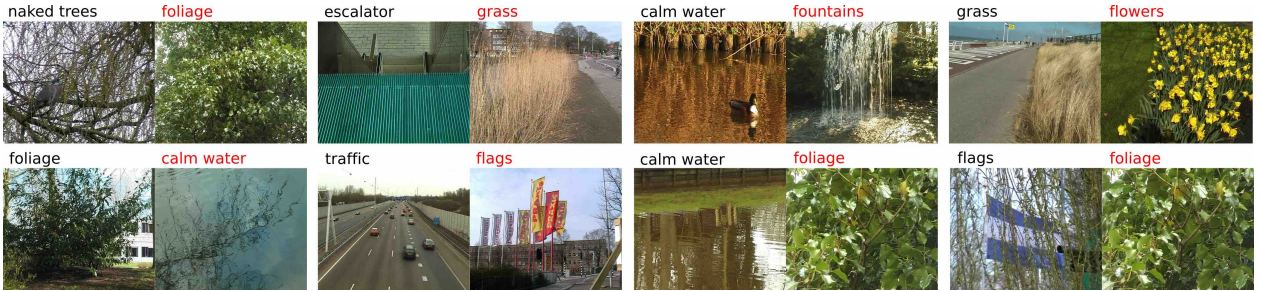 naked trees foliage escalator grass calm water fountains grass flowers
foliage calm water traffic flags calm water foliage flags foliage